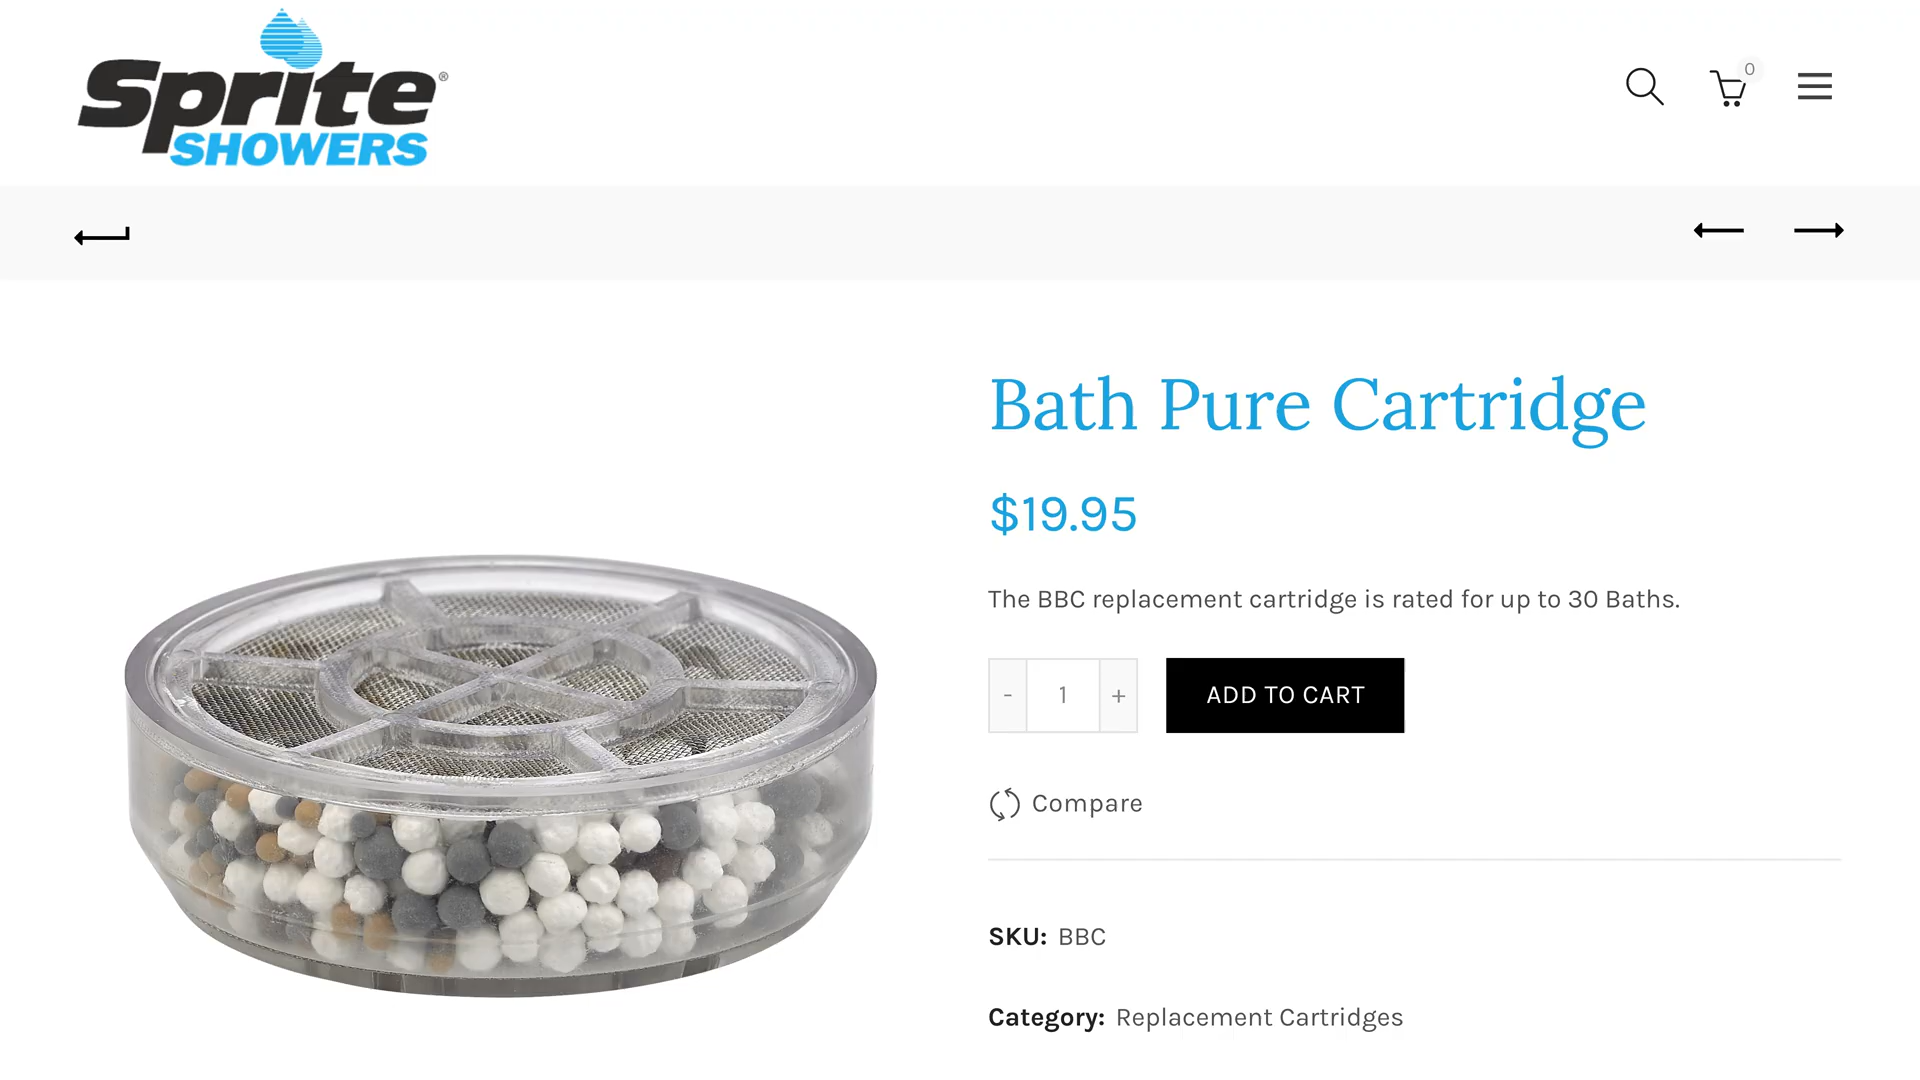 Sprite®
SHOWERS
0
Bath Pure Cartridge
$19.95
The BBC replacement cartridge is rated for up to 30 Baths.
- 1 + ADD TO CART
Compare
SKU: BBC
Category: Replacement Cartridges